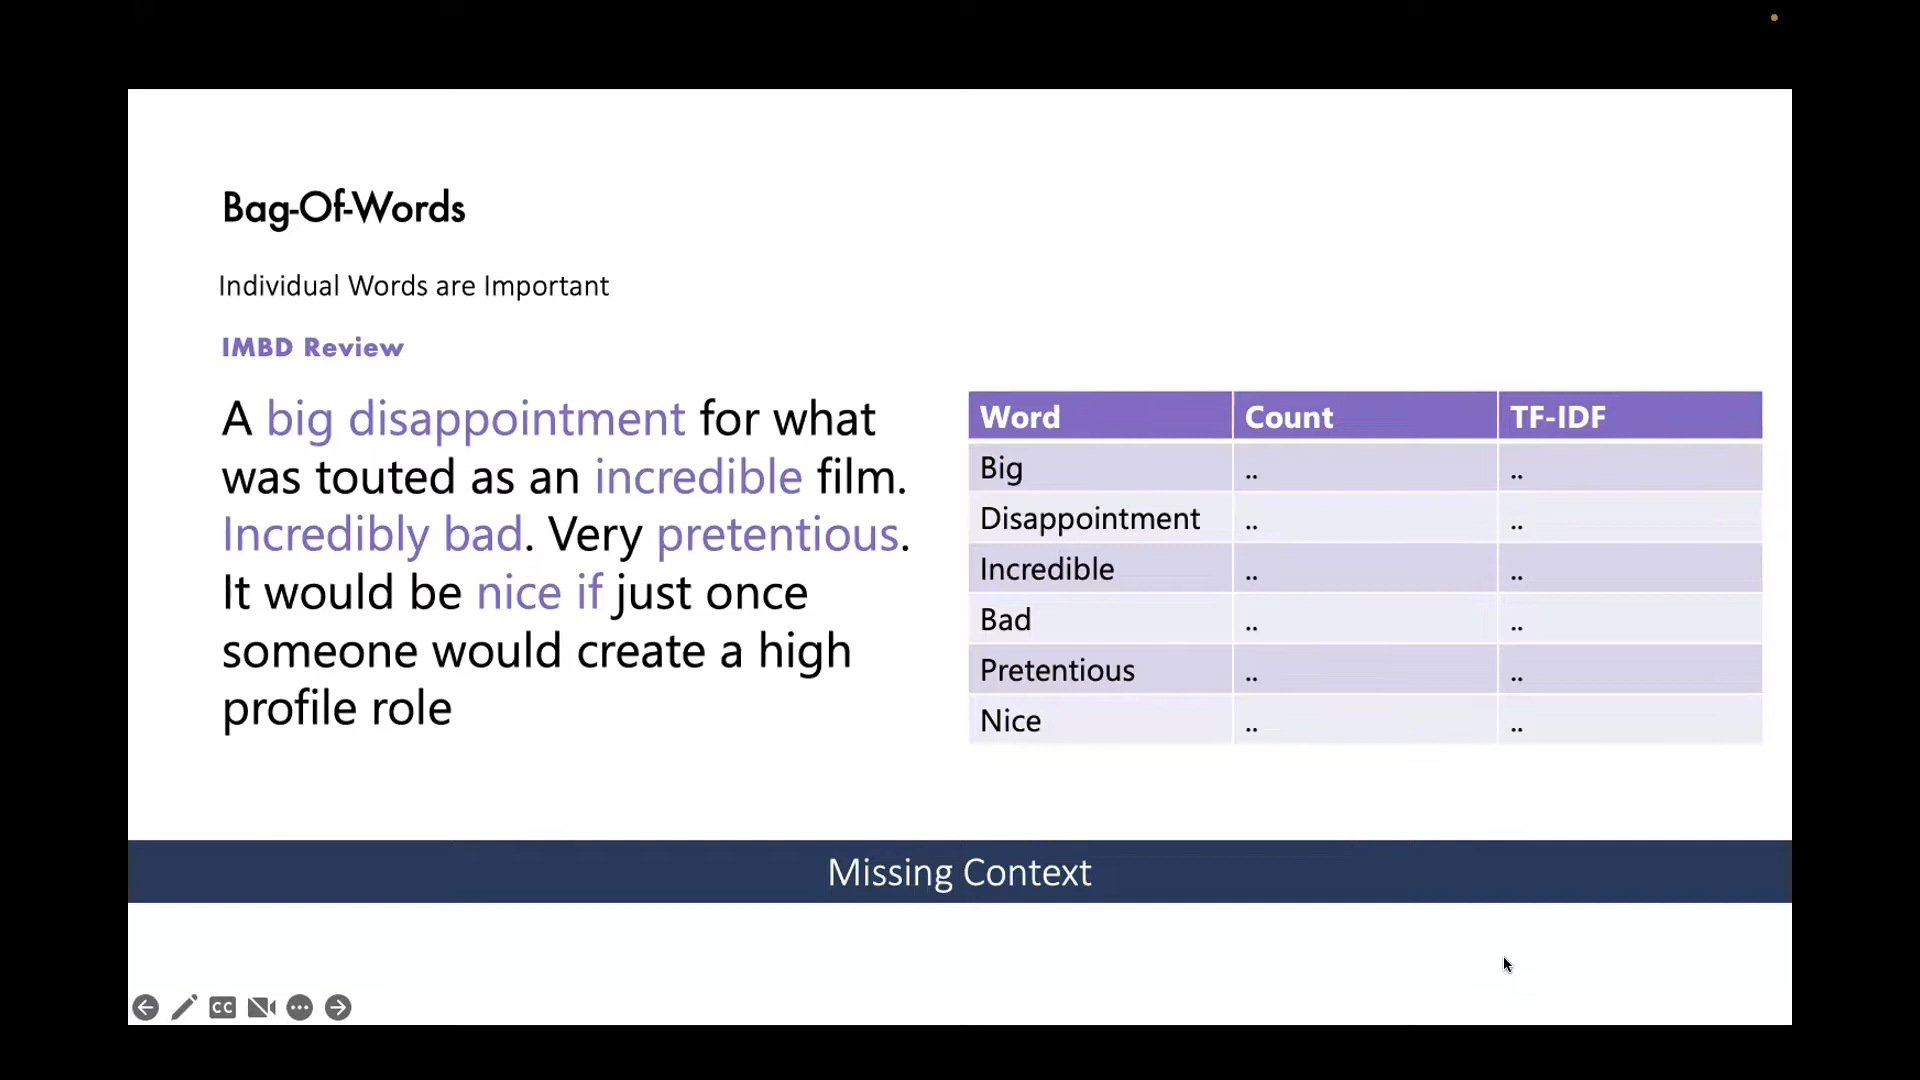 Bag-Of-Words
Individual Words are Important
IMBD Review
A big disappointment for what
was touted as an incredible film.
Incredibly bad. Very pretentious.
It would be nice if just once
someone would create a high
profile role
Word Count TF-IDF
Big .. ..
Disappointment .. ..
Incredible .. ..
Bad .. ..
Pretentious .. ..
Nice .. ..
Missing Context
CC